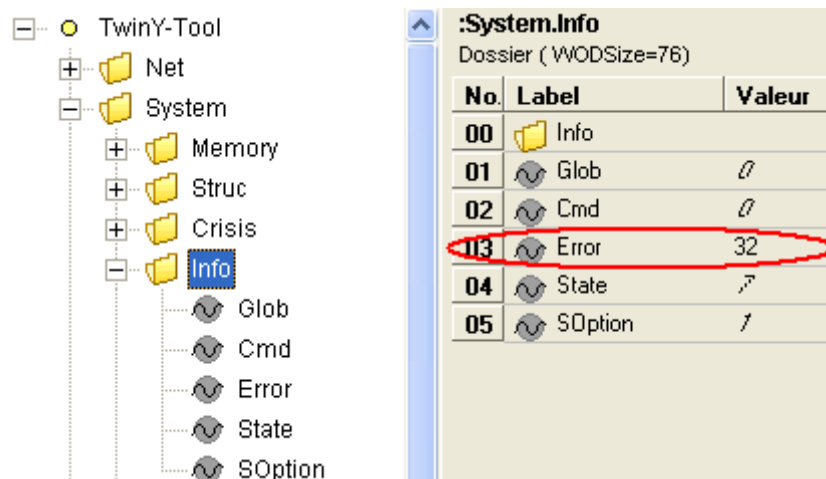 TwinY-Tool
Net
System
Memory
Struc
Crisis
Info
Glob
Cmd
Error
State
SOption
:System.Info
Dossier ( WODSize=76)
No. Label Valeur
00 Info
01 Glob 0
02 Cmd 0
03 Error 32
04 State 7
05 SOption 1